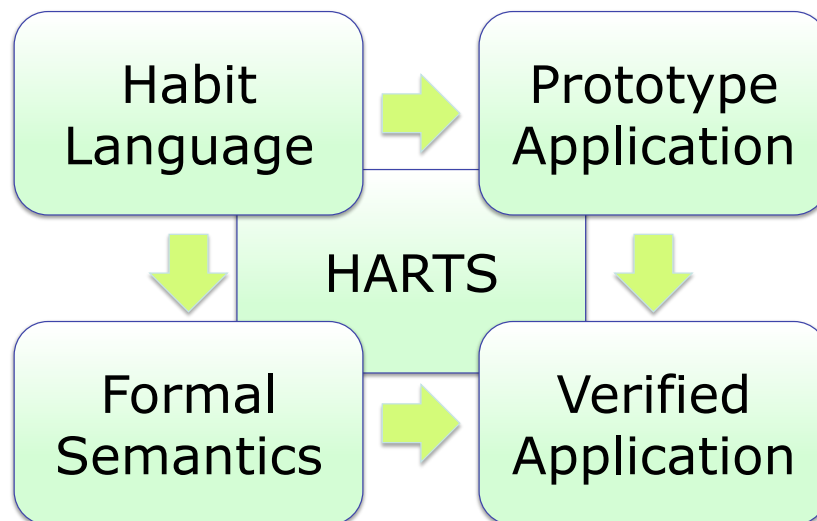 Habit
Language
Prototype
Application
HARTS
Formal
Semantics
Verified
Application